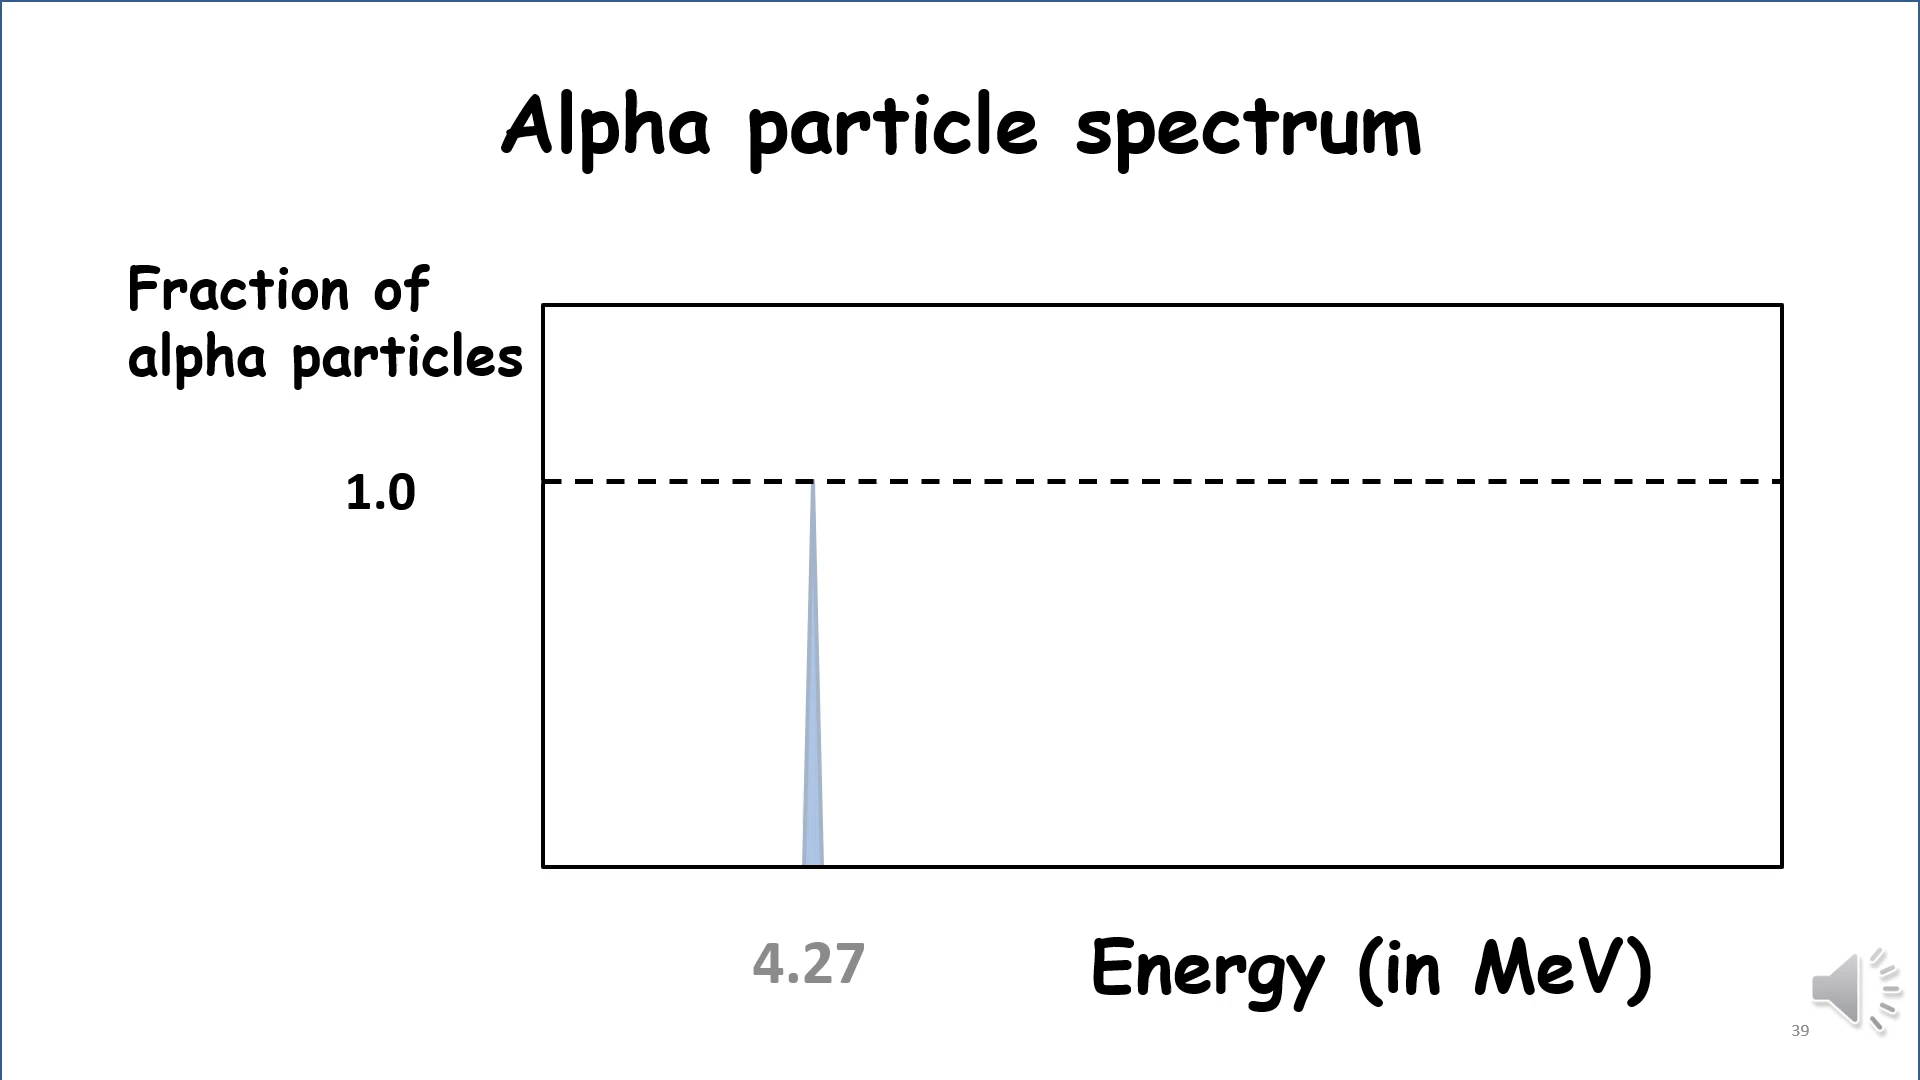 Alpha particle spectrum
Fraction of
alpha particles
1.0
4.27
Energy (in MeV)
39